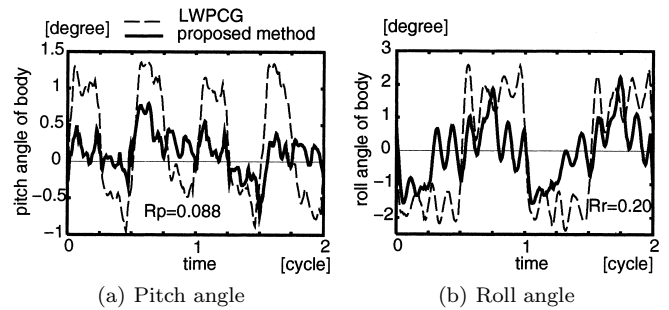 [degree]
LWPCG
proposed method
pitch angle of body
1.5
1
0.5
0
−0.5
−1
Rp=0.088
0
1
2
time
[cycle]
(a) Pitch angle
[degree]
roll angle of body
3
2
1
0
−1
−2
Rr=0.20
0
1
2
time
[cycle]
(b) Roll angle